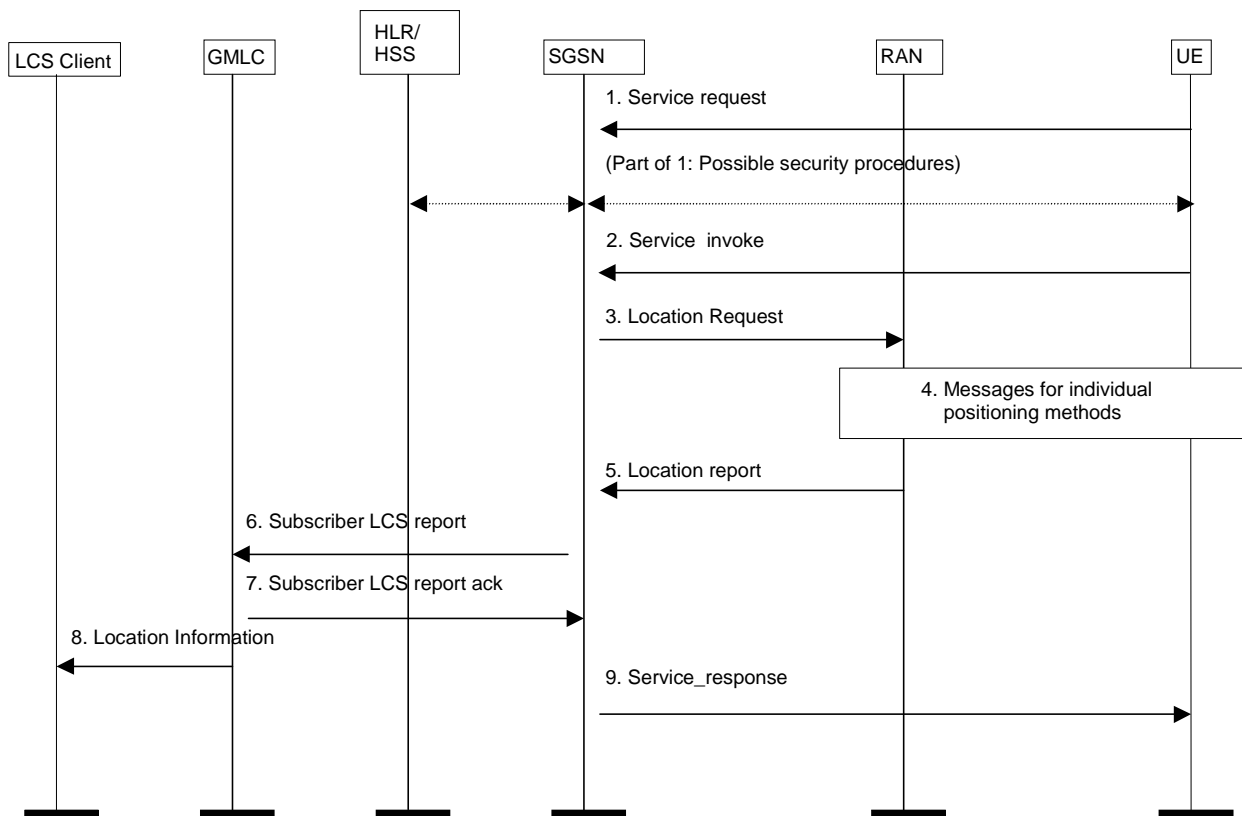 LCS Client
GMLC
HLR/
HSS
SGSN
RAN
UE
1. Service request
(Part of 1: Possible security procedures)
2. Service invoke
3. Location Request
4. Messages for individual
positioning methods
5. Location report
6. Subscriber LCS report
7. Subscriber LCS report ack
8. Location Information
9. Service_response